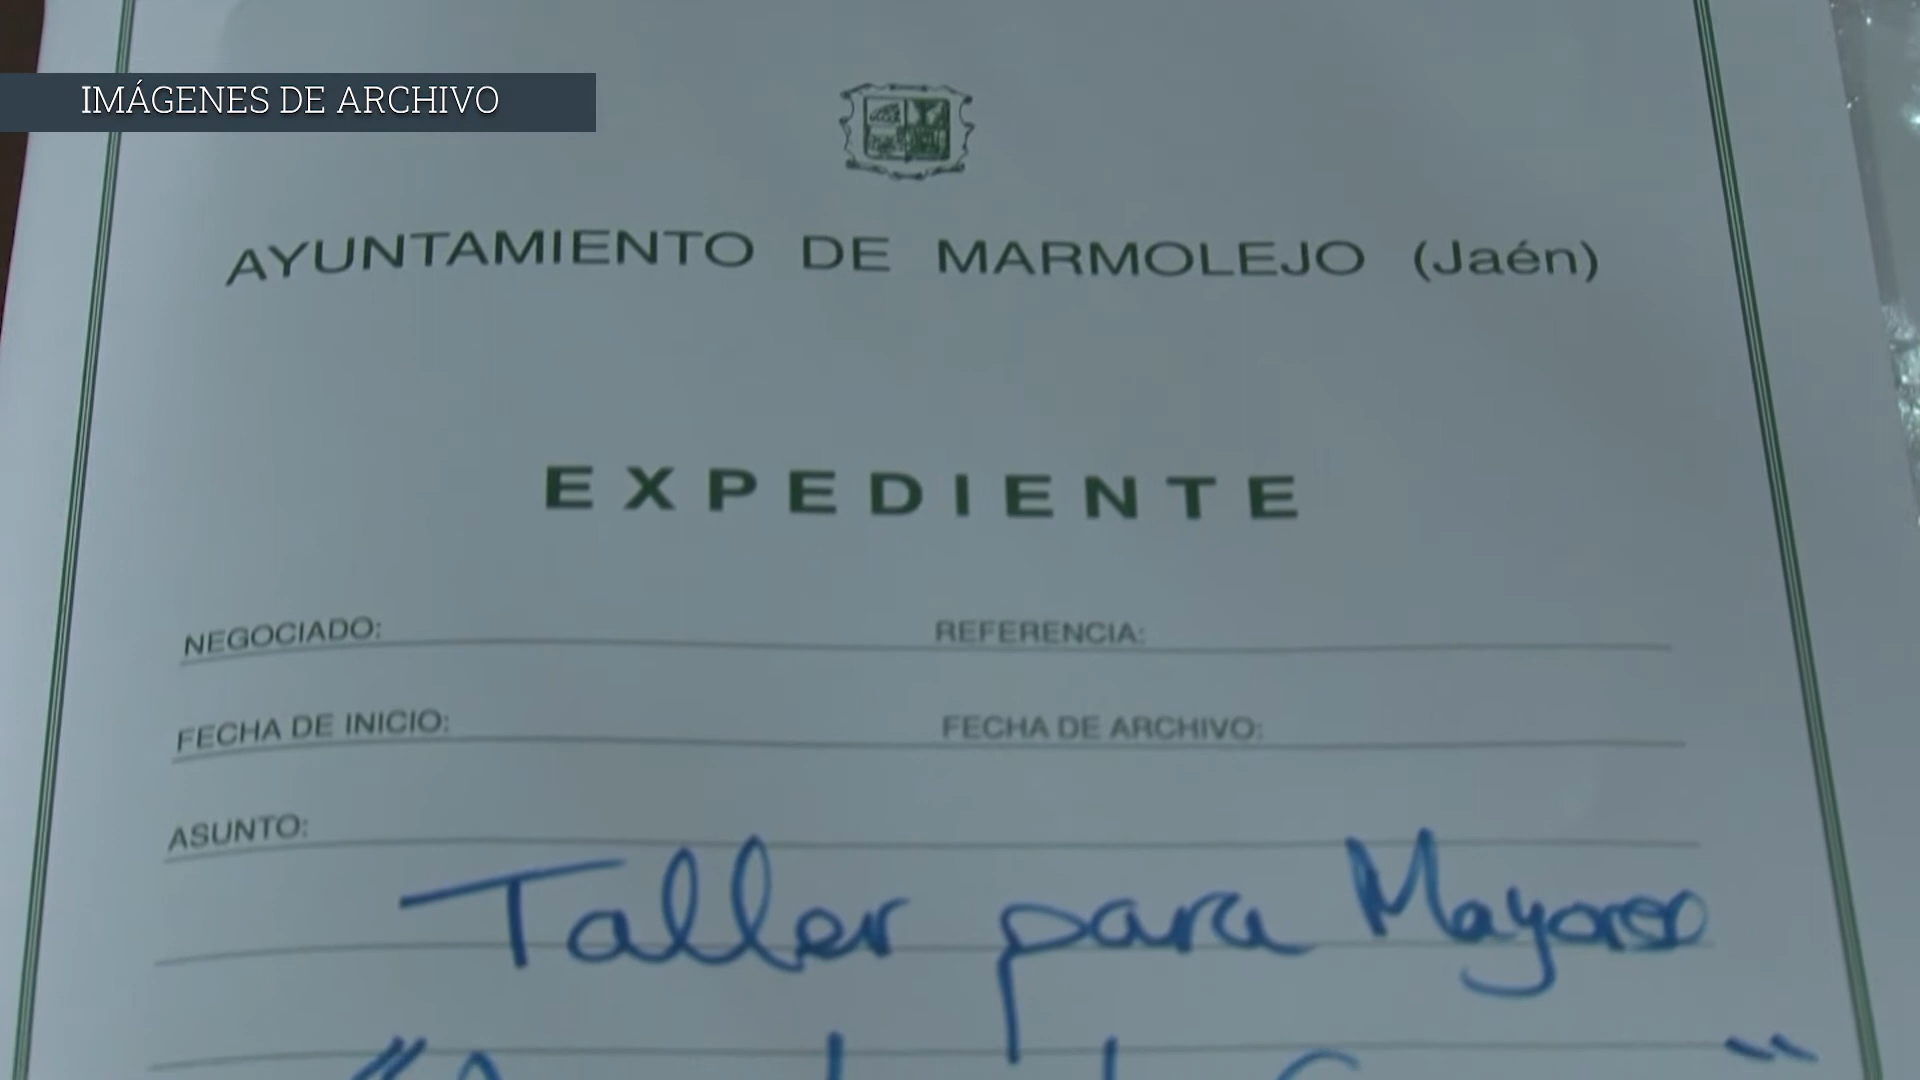 IMÁGENES DE ARCHIVO
AYUNTAMIENTO DE MARMOLEJO (Jaén)
EXPEDIENTE
NEGOCIADO: REFERENCIA:
FECHA DE INICIO: FECHA DE ARCHIVO:
ASUNTO:
Taller para Mayores